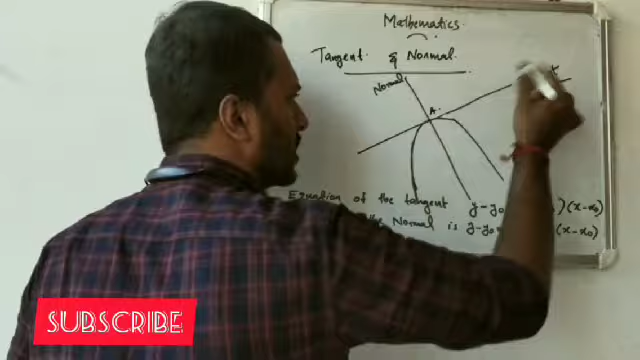 Mathematics.
Tangent & Normal.
Normal
A.
Equation of the tangent y-y₀ ) (x-x₀)
the Normal is y-y₀ (x-x₀)
SUBSCRIBE